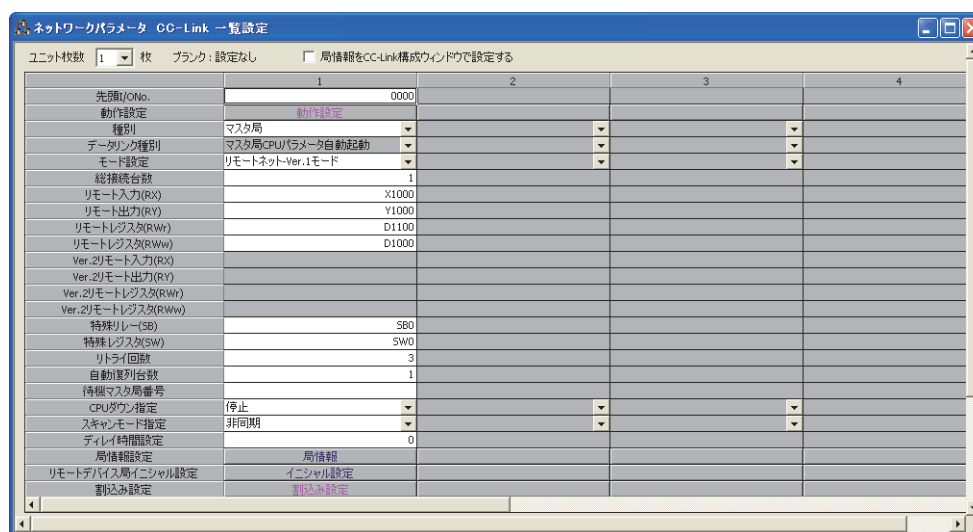 ネットワークパラメータ CC-Link 一覧設定
ユニット枚数 1 枚 ブランク:設定なし 局情報をCC-Link構成ウィンドウで設定する
1 2 3 4
先頭I/ONo. 0000
動作設定 動作設定
種別 マスタ局
データリンク種別 マスタ局CPUパラメータ自動起動
モード設定 リモートネット-Ver.1モード
総接続台数 1
リモート入力(RX) X1000
リモート出力(RY) Y1000
リモートレジスタ(RWr) D1100
リモートレジスタ(RWw) D1000
Ver.2リモート入力(RX)
Ver.2リモート出力(RY)
Ver.2リモートレジスタ(RWr)
Ver.2リモートレジスタ(RWw)
特殊リレー(SB) SB0
特殊レジスタ(SW) SW0
リトライ回数 3
自動復列台数 1
待機マスタ局番号
CPUダウン指定 停止
スキャンモード指定 非同期
ディレイ時間設定 0
局情報設定 局情報
リモートデバイス局イニシャル設定 イニシャル設定
割込み設定 割込み設定